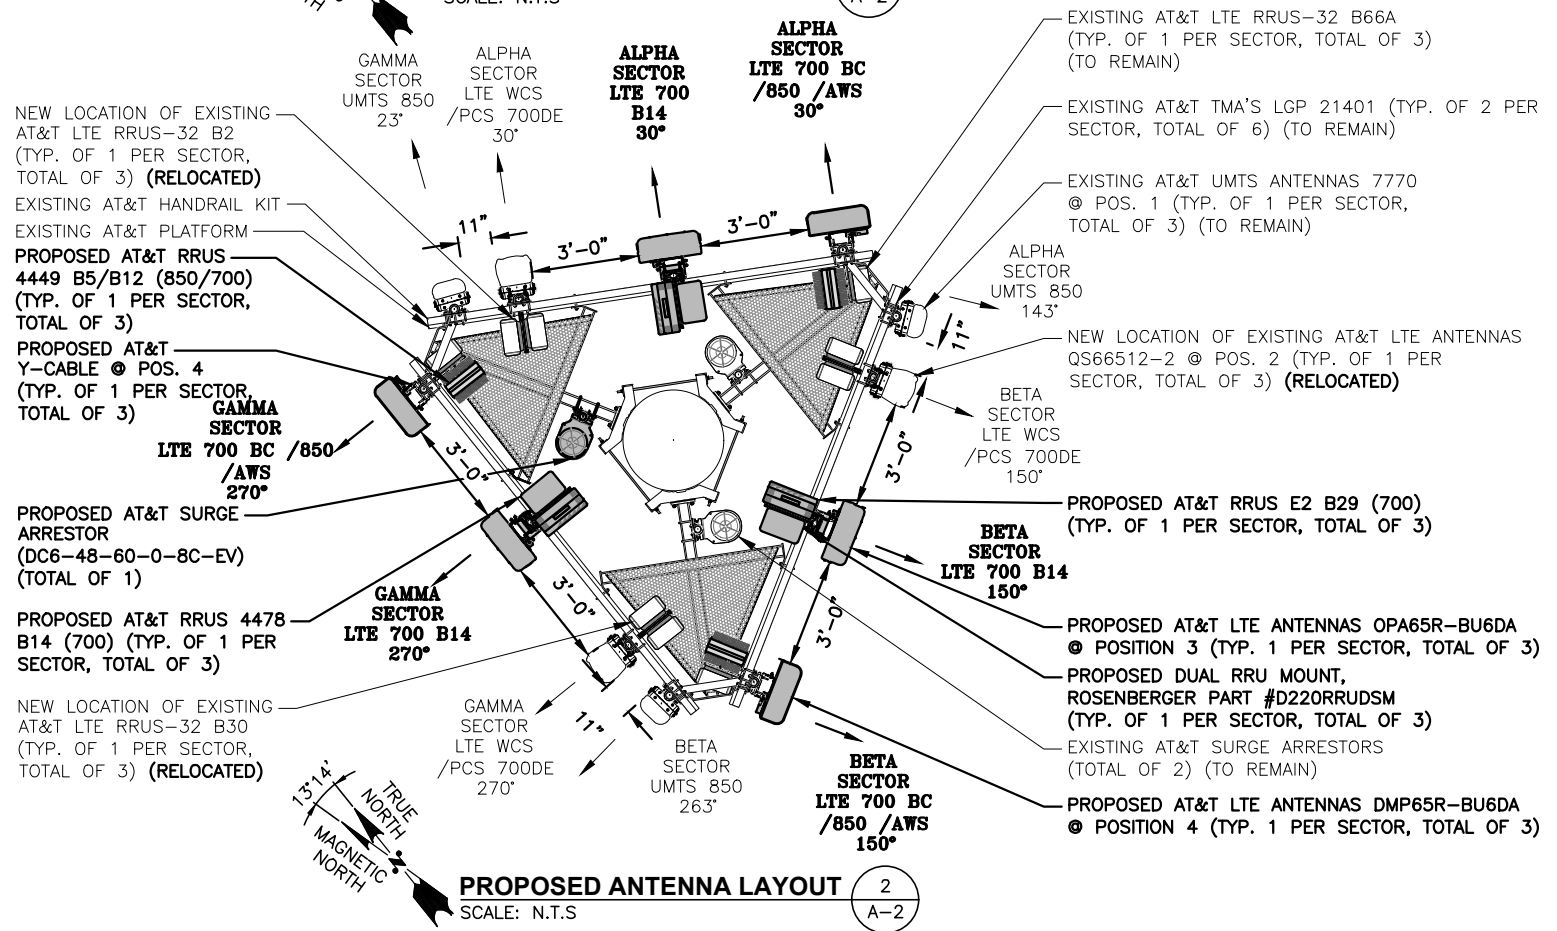 SCALE: N.T.S
A-2
GAMMA
SECTOR
UMTS 850
23°
ALPHA
SECTOR
LTE WCS
/PCS 700DE
30°
ALPHA
SECTOR
LTE 700
B14
30°
ALPHA
SECTOR
LTE 700 BC
/850 /AWS
30°
EXISTING AT&T LTE RRUS-32 B66A
(TYP. OF 1 PER SECTOR, TOTAL OF 3)
(TO REMAIN)
EXISTING AT&T TMA'S LGP 21401 (TYP. OF 2 PER
SECTOR, TOTAL OF 6) (TO REMAIN)
EXISTING AT&T UMTS ANTENNAS 7770
@ POS. 1 (TYP. OF 1 PER SECTOR,
TOTAL OF 3) (TO REMAIN)
ALPHA
SECTOR
UMTS 850
143°
NEW LOCATION OF EXISTING AT&T LTE ANTENNAS
QS66512-2 @ POS. 2 (TYP. OF 1 PER
SECTOR, TOTAL OF 3) (RELOCATED)
BETA
SECTOR
LTE WCS
/PCS 700DE
150°
PROPOSED AT&T RRUS E2 B29 (700)
(TYP. OF 1 PER SECTOR, TOTAL OF 3)
BETA
SECTOR
LTE 700 B14
150°
PROPOSED AT&T LTE ANTENNAS OPA65R-BU6DA
@ POSITION 3 (TYP. 1 PER SECTOR, TOTAL OF 3)
PROPOSED DUAL RRU MOUNT,
ROSENBERGER PART #D220RRUDSM
(TYP. OF 1 PER SECTOR, TOTAL OF 3)
EXISTING AT&T SURGE ARRESTORS
(TOTAL OF 2) (TO REMAIN)
PROPOSED AT&T LTE ANTENNAS DMP65R-BU6DA
@ POSITION 4 (TYP. 1 PER SECTOR, TOTAL OF 3)
NEW LOCATION OF EXISTING
AT&T LTE RRUS-32 B2
(TYP. OF 1 PER SECTOR,
TOTAL OF 3) (RELOCATED)
EXISTING AT&T HANDRAIL KIT
EXISTING AT&T PLATFORM
PROPOSED AT&T RRUS
4449 B5/B12 (850/700)
(TYP. OF 1 PER SECTOR,
TOTAL OF 3)
PROPOSED AT&T
Y-CABLE @ POS. 4
(TYP. OF 1 PER SECTOR,
TOTAL OF 3)
GAMMA
SECTOR
LTE 700 BC /850
/AWS
270°
PROPOSED AT&T SURGE
ARRESTOR
(DC6-48-60-0-8C-EV)
(TOTAL OF 1)
PROPOSED AT&T RRUS 4478
B14 (700) (TYP. OF 1 PER
SECTOR, TOTAL OF 3)
GAMMA
SECTOR
LTE 700 B14
270°
NEW LOCATION OF EXISTING
AT&T LTE RRUS-32 B30
(TYP. OF 1 PER SECTOR,
TOTAL OF 3) (RELOCATED)
GAMMA
SECTOR
LTE WCS
/PCS 700DE
270°
BETA
SECTOR
UMTS 850
263°
BETA
SECTOR
LTE 700 BC
/850 /AWS
150°
11"
3'-0"
3'-0"
11"
3'-0"
3'-0"
3'-0"
3'-0"
11"
13°14'
TRUE
NORTH
MAGNETIC
NORTH
N
PROPOSED ANTENNA LAYOUT
SCALE: N.T.S
2
A-2